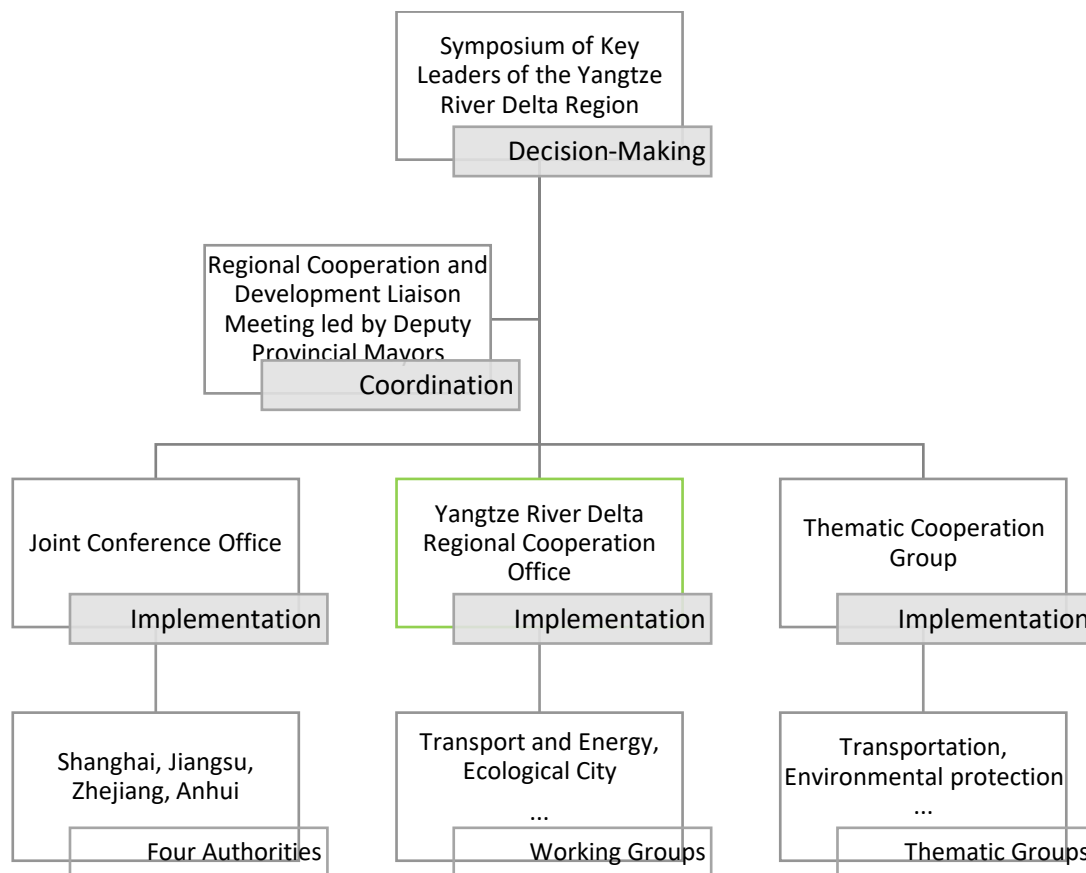 Symposium of Key
Leaders of the Yangtze
River Delta Region
Decision-Making
Regional Cooperation and
Development Liaison
Meeting led by Deputy
Provincial Mayors
Coordination
Joint Conference Office
Implementation
Yangtze River Delta
Regional Cooperation
Office
Implementation
Thematic Cooperation
Group
Implementation
Shanghai, Jiangsu,
Zhejiang, Anhui
Four Authorities
Transport and Energy,
Ecological City
...
Working Groups
Transportation,
Environmental protection
...
Thematic Groups